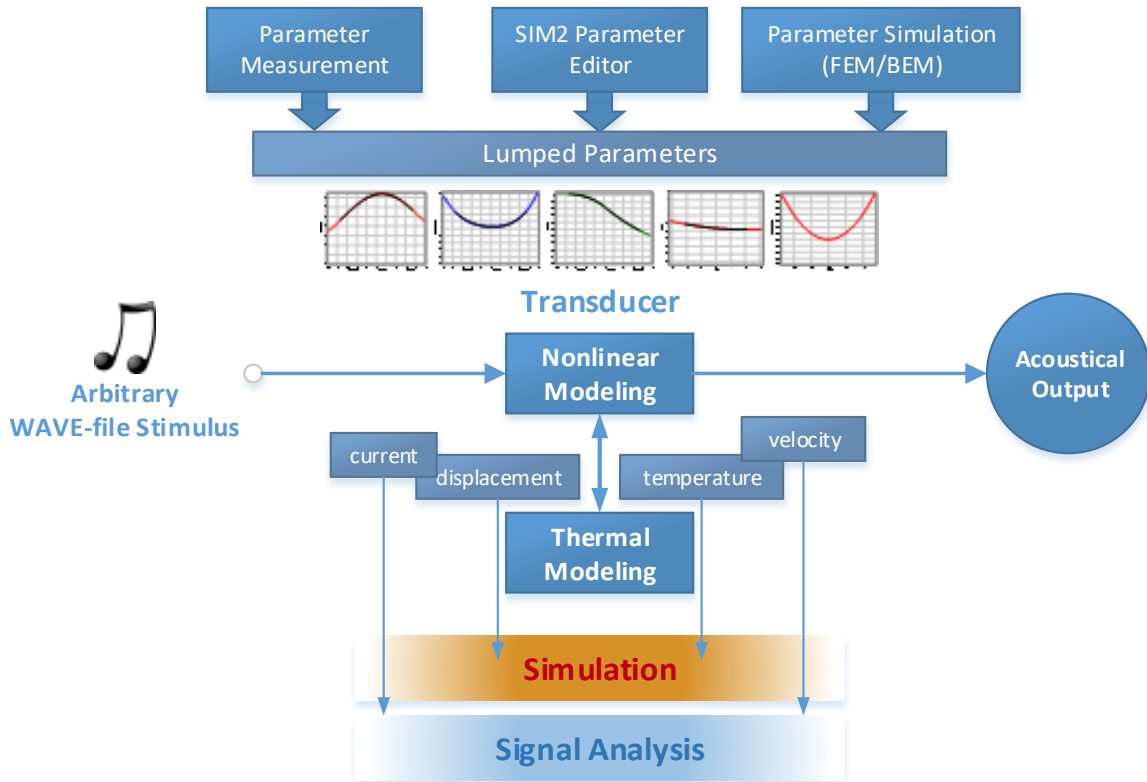 Parameter
Measurement
SIM2 Parameter
Editor
Parameter Simulation
(FEM/BEM)
Lumped Parameters
Transducer
Arbitrary
WAVE-file Stimulus
Nonlinear
Modeling
Acoustical
Output
current
displacement
temperature
velocity
Thermal
Modeling
Simulation
Signal Analysis